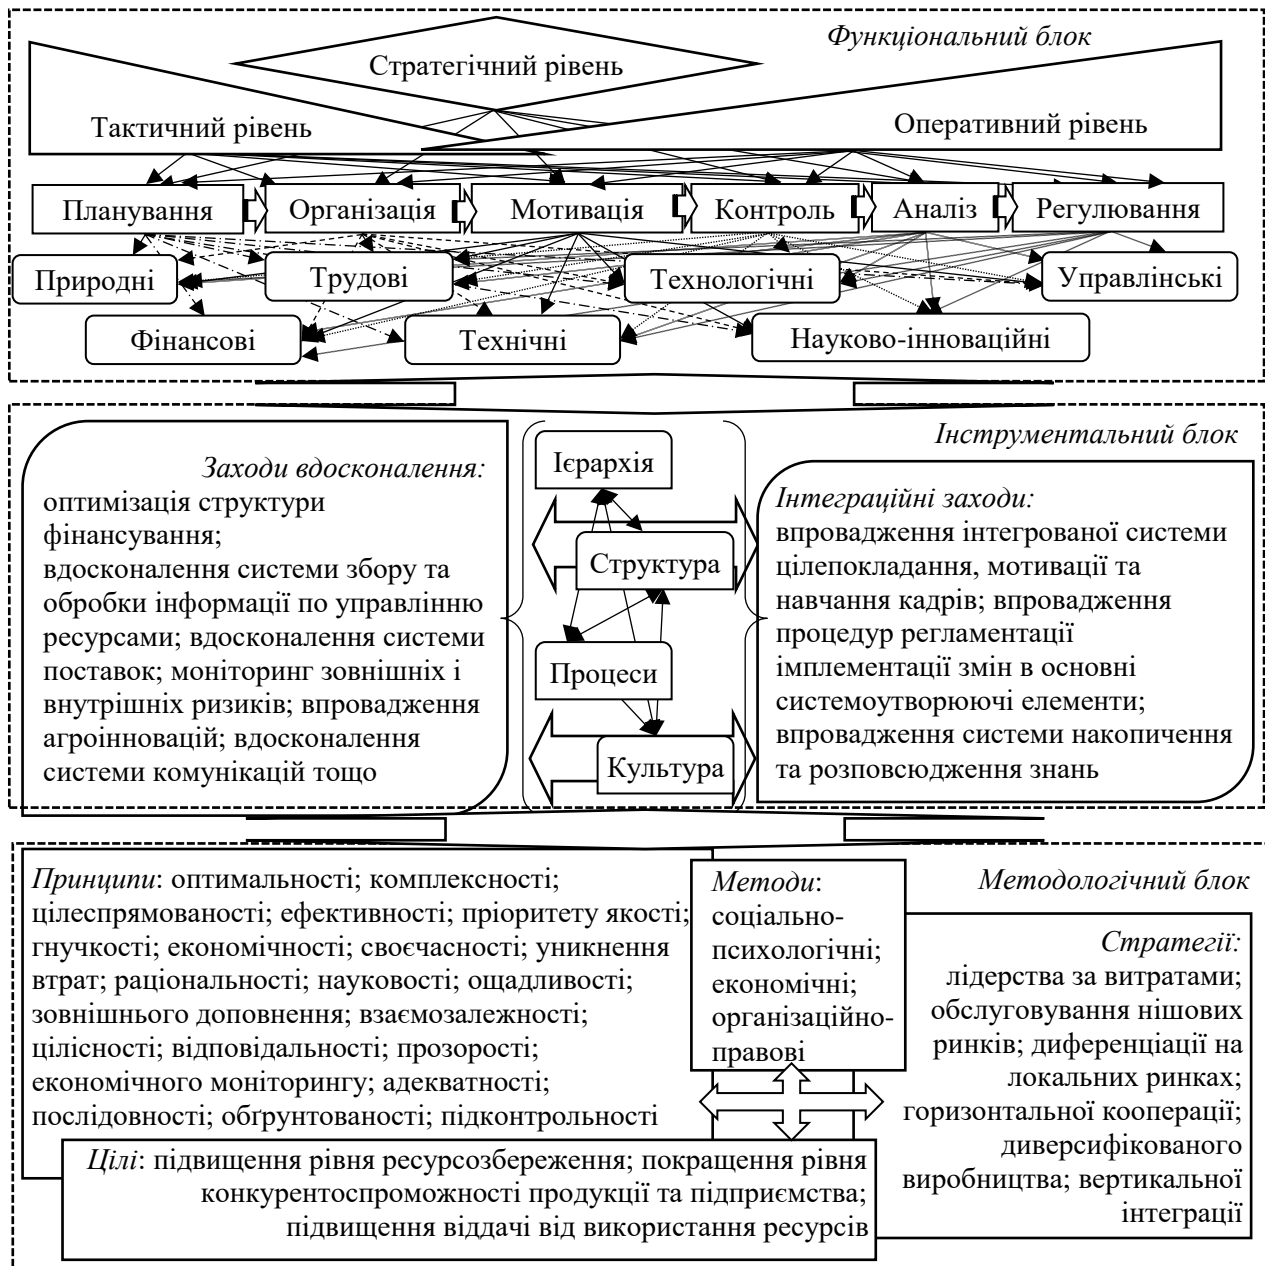 Функціональний блок
Стратегічний рівень
Тактичний рівень
Оперативний рівень
Планування
Організація
Мотивація
Контроль
Аналіз
Регулювання
Природні
Трудові
Технологічні
Управлінські
Фінансові
Технічні
Науково-інноваційні
Інструментальний блок
Заходи вдосконалення:
оптимізація структури
фінансування;
вдосконалення системи збору та
обробки інформації по управлінню
ресурсами; вдосконалення системи
поставок; моніторинг зовнішніх і
внутрішніх ризиків; впровадження
агроінновацій; вдосконалення
системи комунікацій тощо
Ієрархія
Структура
Процеси
Культура
Інтеграційні заходи:
впровадження інтегрованої системи
цілепокладання, мотивації та
навчання кадрів; впровадження
процедур регламентації
імплементації змін в основні
системоутворюючі елементи;
впровадження системи накопичення
та розповсюдження знань
Методологічний блок
Принципи: оптимальності; комплексності;
цілеспрямованості; ефективності; пріоритету якості;
гнучкості; економічності; своєчасності; уникнення
втрат; раціональності; науковості; ощадливості;
зовнішнього доповнення; взаємозалежності;
цілісності; відповідальності; прозорості;
економічного моніторингу; адекватності;
послідовності; обґрунтованості; підконтрольності
Методи:
соціально-
психологічні;
економічні;
організаційно-
правові
Стратегії:
лідерства за витратами;
обслуговування нішових
ринків; диференціації на
локальних ринках;
горизонтальної кооперації;
диверсифікованого
виробництва; вертикальної
інтеграції
Цілі: підвищення рівня ресурсозбереження; покращення рівня
конкурентоспроможності продукції та підприємства;
підвищення віддачі від використання ресурсів